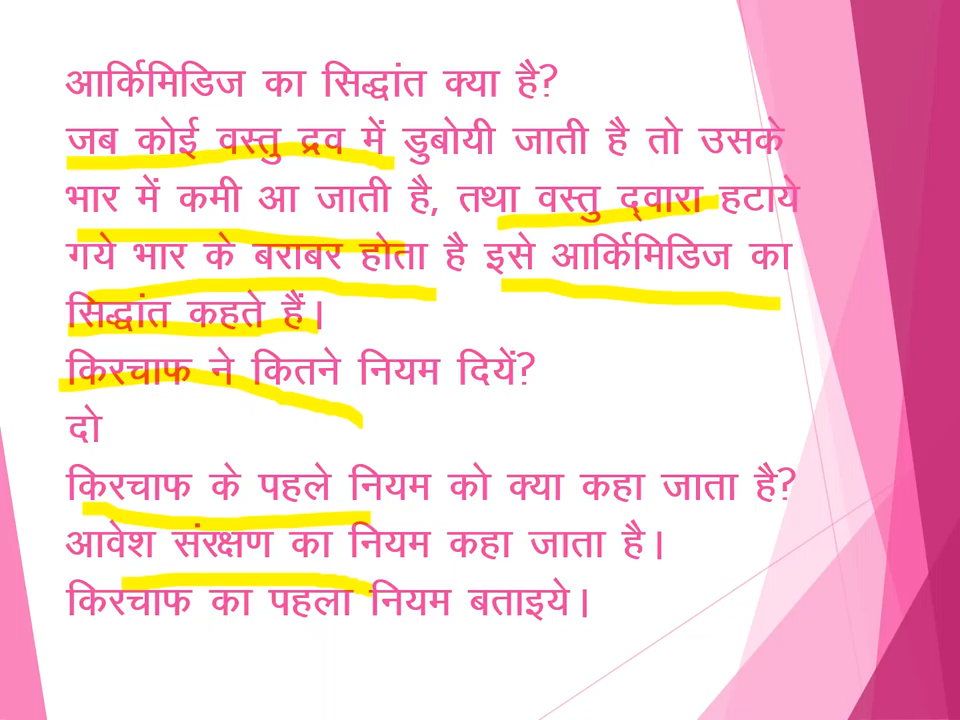 आर्किमिडिज का सिद्धांत क्या है?
जब कोई वस्तु द्रव में डुबोयी जाती है तो उसके
भार में कमी आ जाती है, तथा वस्तु द्‌वारा हटाये
गये भार के बराबर होता है इसे आर्किमिडिज का
सिद्धांत कहते हैं।
किरचाफ ने कितने नियम दियें?
दो
किरचाफ के पहले नियम को क्या कहा जाता है?
आवेश संरक्षण का नियम कहा जाता है।
किरचाफ का पहला नियम बताइये।